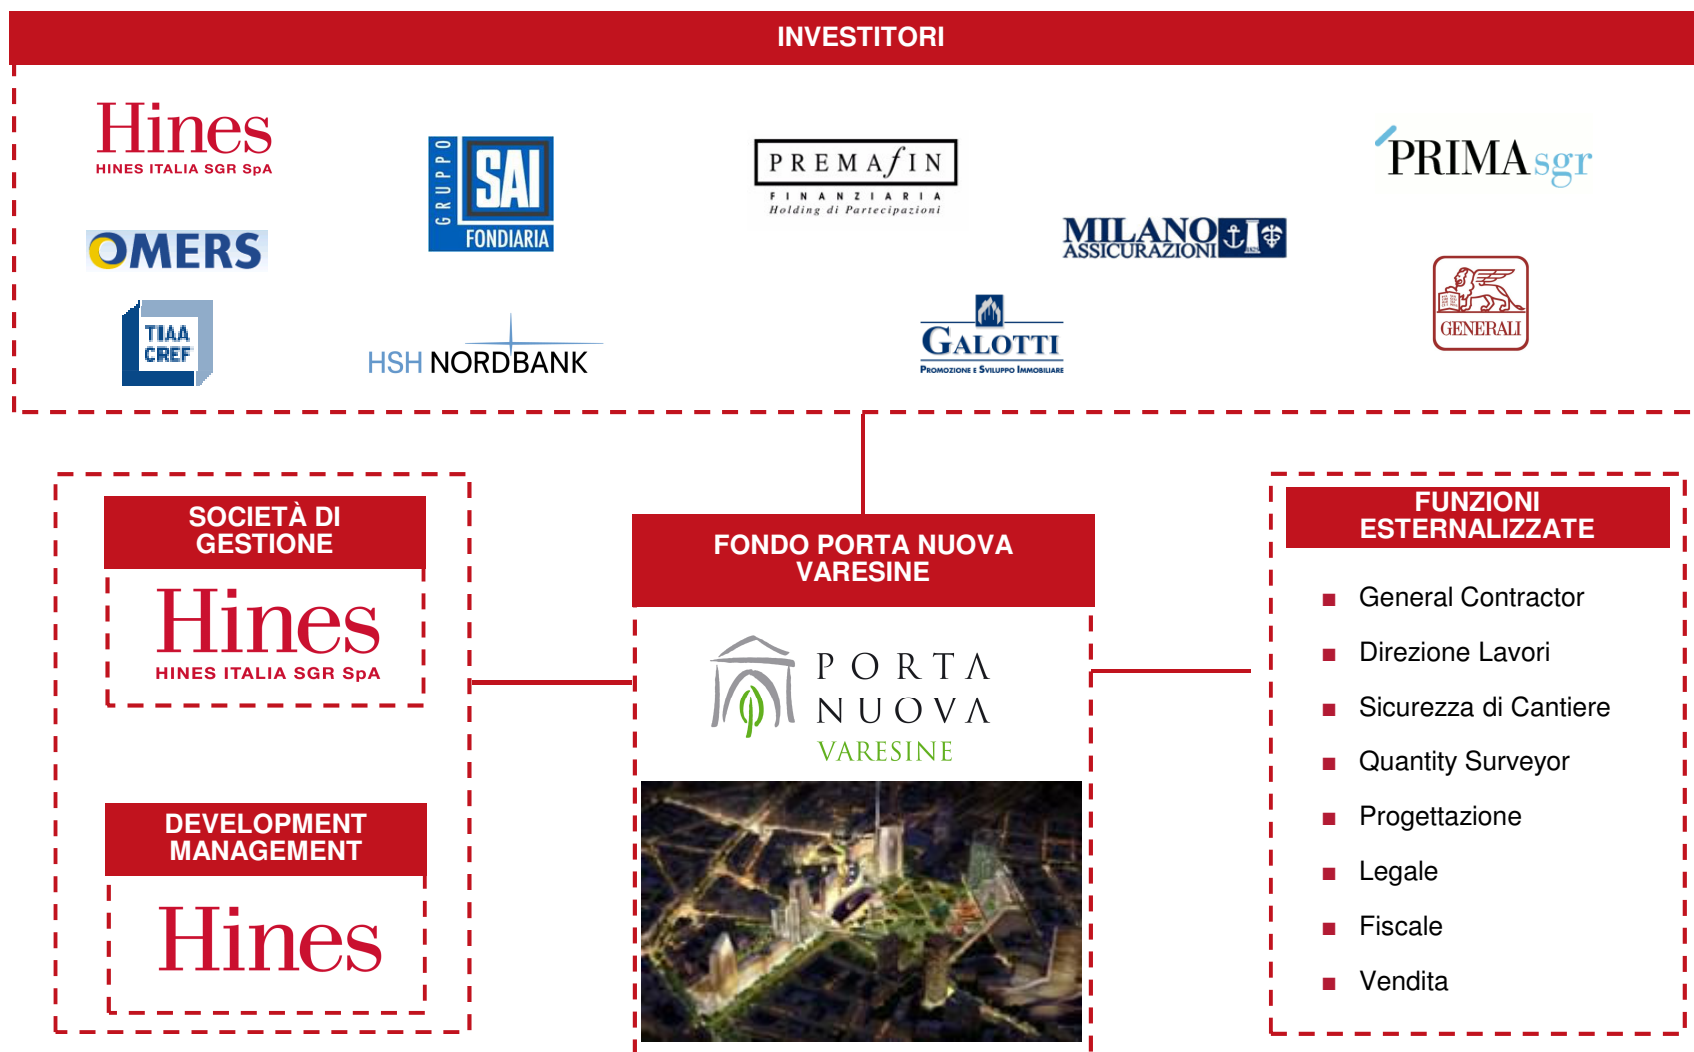 INVESTITORI
Hines
HINES ITALIA SGR SpA
GRUPPO
SAI
FONDIARIA
PREMAfIN
FINANZIARIA
Holding di Partecipazioni
PRIMAsgr
OMERS
MILANO
ASSICURAZIONI
1825
GENERALI
TIAA
CREF
HSH NORDBANK
GALOTTI
PROMOZIONE E SVILUPPO IMMOBILIARE
SOCIETÀ DI
GESTIONE
Hines
HINES ITALIA SGR SpA
DEVELOPMENT
MANAGEMENT
Hines
FONDO PORTA NUOVA
VARESINE
PORTA
NUOVA
VARESINE
FUNZIONI
ESTERNALIZZATE
■ General Contractor
■ Direzione Lavori
■ Sicurezza di Cantiere
■ Quantity Surveyor
■ Progettazione
■ Legale
■ Fiscale
■ Vendita